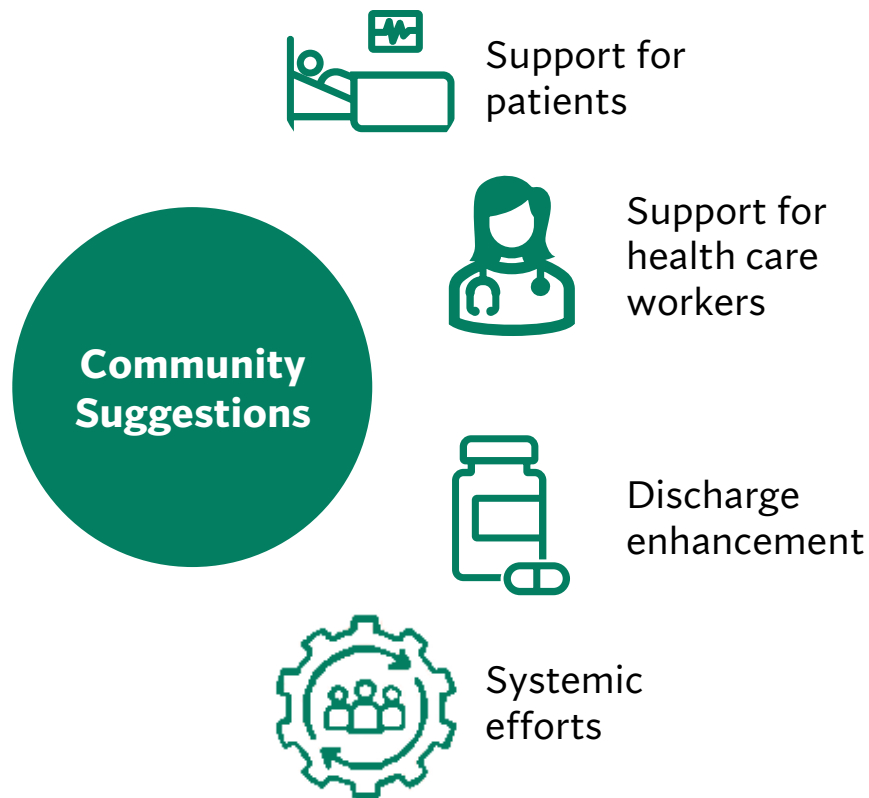 Support for
patients
Support for
health care
workers
Community
Suggestions
Discharge
enhancement
Systemic
efforts